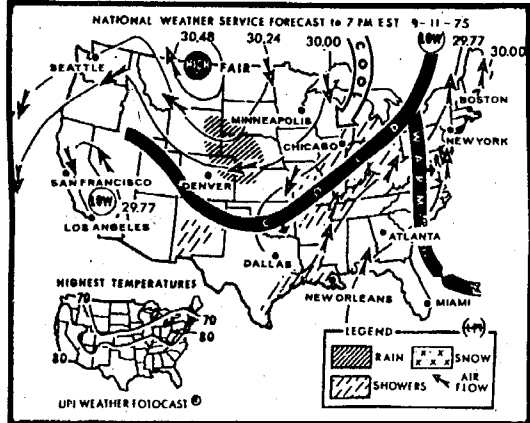 NATIONAL WEATHER SERVICE FORECAST to 7 PM EST 9-11-75
30.48
30.24
30.00
LOW
29.77
30.00
SEATTLE
HIGH
FAIR
COOL
MINNEAPOLIS
BOSTON
CHICAGO
NEW YORK
COLD
WARM
SAN FRANCISCO
DENVER
LOW
29.77
LOS ANGELES
ATLANTA
DALLAS
NEW ORLEANS
MIAMI
HIGHEST TEMPERATURES
70
70
80
80
LEGEND
RAIN
SNOW
SHOWERS
AIR FLOW
UPI WEATHER FOTOCAST ®